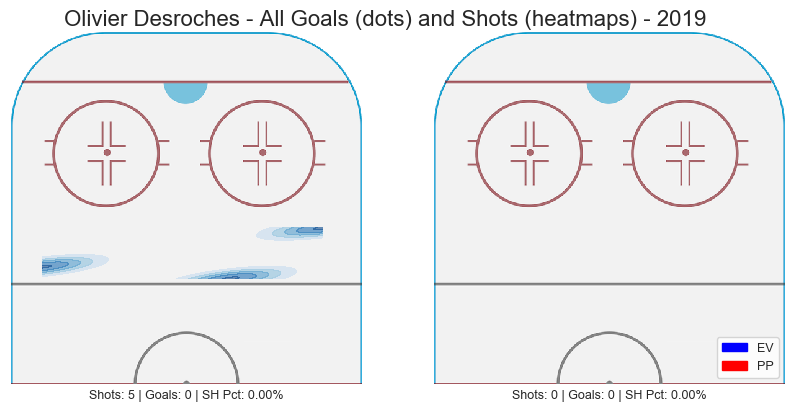 Olivier Desroches - All Goals (dots) and Shots (heatmaps) - 2019
EV
PP
Shots: 5 | Goals: 0 | SH Pct: 0.00%
Shots: 0 | Goals: 0 | SH Pct: 0.00%